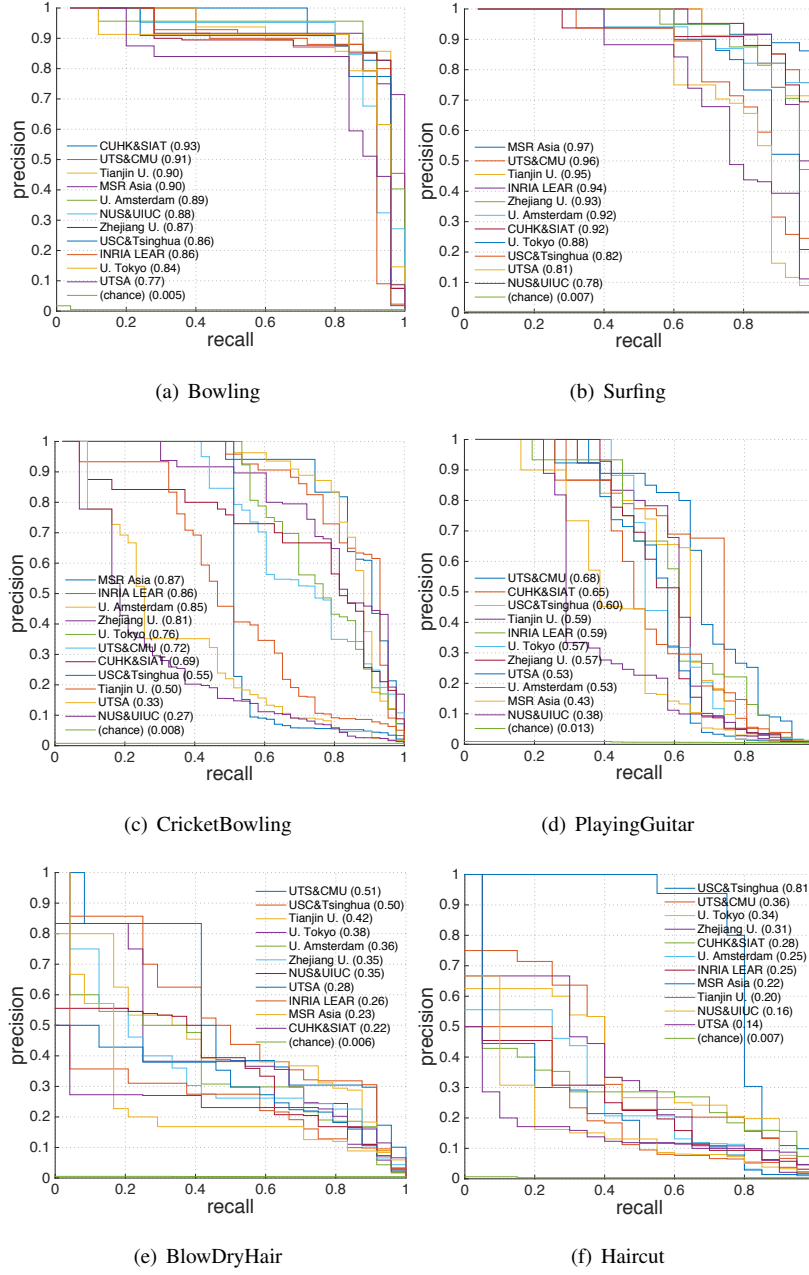 1
0.9
0.8
0.7
0.6
0.5
0.4
0.3
0.2
0.1
0
precision
CUHK&SIAT (0.93)
UTS&CMU (0.91)
Tianjin U. (0.90)
MSR Asia (0.90)
U. Amsterdam (0.89)
NUS&UIUC (0.88)
Zhejiang U. (0.87)
USC&Tsinghua (0.86)
INRIA LEAR (0.86)
U. Tokyo (0.84)
UTSA (0.77)
(chance) (0.005)
0 0.2 0.4 0.6 0.8 1
recall
(a) Bowling
1
0.9
0.8
0.7
0.6
0.5
0.4
0.3
0.2
0.1
0
precision
MSR Asia (0.97)
UTS&CMU (0.96)
Tianjin U. (0.95)
INRIA LEAR (0.94)
Zhejiang U. (0.93)
U. Amsterdam (0.92)
CUHK&SIAT (0.92)
U. Tokyo (0.88)
USC&Tsinghua (0.82)
UTSA (0.81)
NUS&UIUC (0.78)
(chance) (0.007)
0 0.2 0.4 0.6 0.8
recall
(b) Surfing
1
0.9
0.8
0.7
0.6
0.5
0.4
0.3
0.2
0.1
0
precision
MSR Asia (0.87)
INRIA LEAR (0.86)
U. Amsterdam (0.85)
Zhejiang U. (0.81)
U. Tokyo (0.76)
UTS&CMU (0.72)
CUHK&SIAT (0.69)
USC&Tsinghua (0.55)
Tianjin U. (0.50)
UTSA (0.33)
NUS&UIUC (0.27)
(chance) (0.008)
0 0.2 0.4 0.6 0.8 1
recall
(c) CricketBowling
1
0.9
0.8
0.7
0.6
0.5
0.4
0.3
0.2
0.1
0
precision
UTS&CMU (0.68)
CUHK&SIAT (0.65)
USC&Tsinghua (0.60)
Tianjin U. (0.59)
INRIA LEAR (0.59)
U. Tokyo (0.57)
Zhejiang U. (0.57)
UTSA (0.53)
U. Amsterdam (0.53)
MSR Asia (0.43)
NUS&UIUC (0.38)
(chance) (0.013)
0 0.2 0.4 0.6 0.8
recall
(d) PlayingGuitar
1
0.9
0.8
0.7
0.6
0.5
0.4
0.3
0.2
0.1
0
precision
UTS&CMU (0.51)
USC&Tsinghua (0.50)
Tianjin U. (0.42)
U. Tokyo (0.38)
U. Amsterdam (0.36)
Zhejiang U. (0.35)
NUS&UIUC (0.35)
UTSA (0.28)
INRIA LEAR (0.26)
MSR Asia (0.23)
CUHK&SIAT (0.22)
(chance) (0.006)
0 0.2 0.4 0.6 0.8 1
recall
(e) BlowDryHair
1
0.9
0.8
0.7
0.6
0.5
0.4
0.3
0.2
0.1
0
precision
USC&Tsinghua (0.81
UTS&CMU (0.36)
U. Tokyo (0.34)
Zhejiang U. (0.31)
CUHK&SIAT (0.28)
U. Amsterdam (0.25)
INRIA LEAR (0.25)
MSR Asia (0.22)
Tianjin U. (0.20)
NUS&UIUC (0.16)
UTSA (0.14)
(chance) (0.007)
0 0.2 0.4 0.6 0.8
recall
(f) Haircut